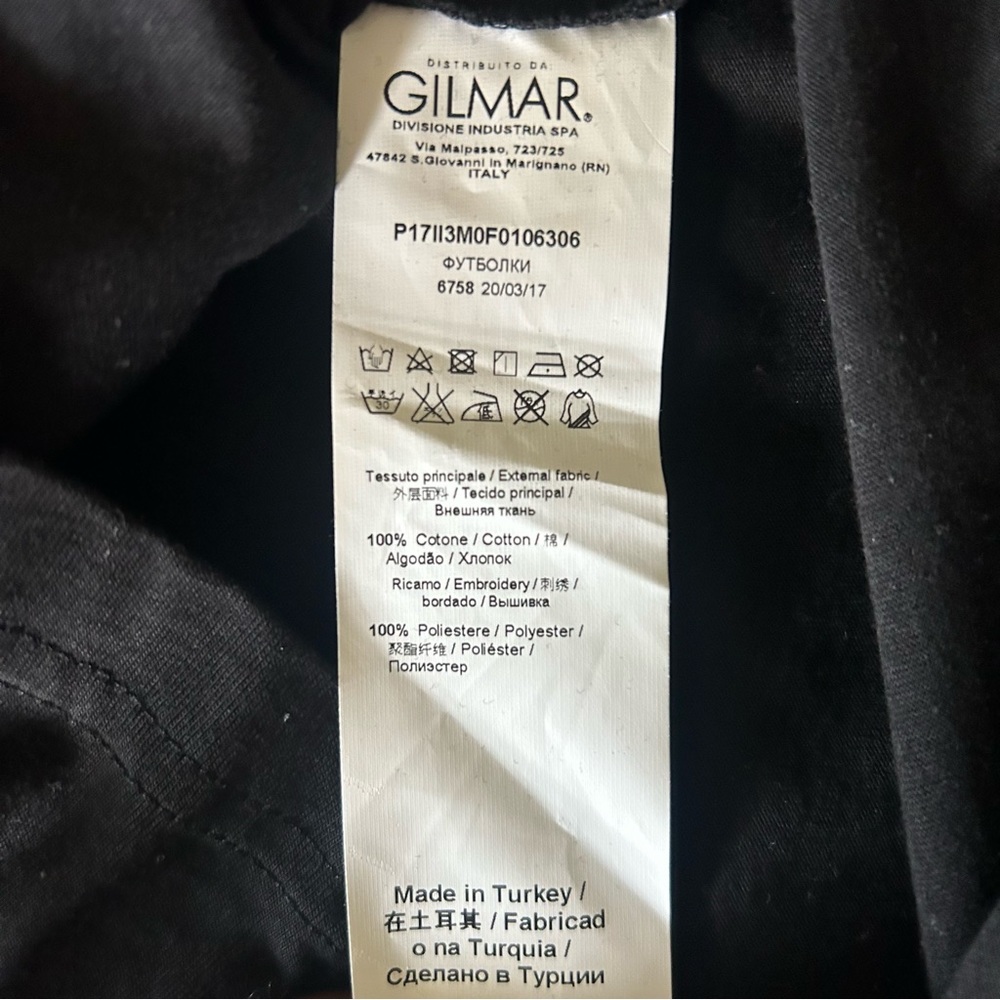 DISTRIBUITO DA:
GILMAR®
DIVISIONE INDUSTRIA SPA
Via Malpasso, 723/725
47842 S.Giovanni in Marignano (RN)
ITALY
P17II3M0F0106306
ФУТБОЛКИ
6758 20/03/17
30 低
Tessuto principale / External fabric /
外层面料 / Tecido principal /
Внешняя ткань
100% Cotone / Cotton / 棉 /
Algodão / Хлопок
Ricamo / Embroidery / 刺绣 /
bordado / Вышивка
100% Poliestere / Polyester /
聚酯纤维 / Poliéster /
Полиэстер
Made in Turkey /
在土耳其 / Fabricad
o na Turquia /
Сделано в Турции